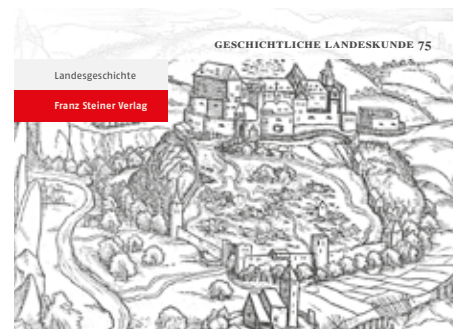 GESCHICHTLICHE LANDESKUNDE 75
Landesgeschichte
Franz Steiner Verlag